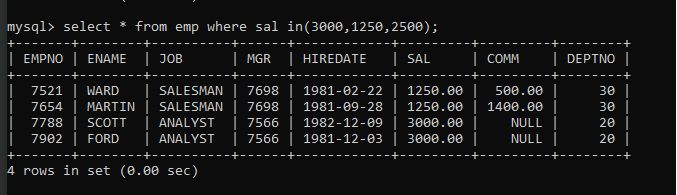 mysql> select * from emp where sal in(3000,1250,2500);
+-------+--------+----------+------+------------+---------+---------+--------+
| EMPNO | ENAME  | JOB      | MGR  | HIREDATE   | SAL     | COMM    | DEPTNO |
+-------+--------+----------+------+------------+---------+---------+--------+
|  7521 | WARD   | SALESMAN | 7698 | 1981-02-22 | 1250.00 |  500.00 |     30 |
|  7654 | MARTIN | SALESMAN | 7698 | 1981-09-28 | 1250.00 | 1400.00 |     30 |
|  7788 | SCOTT  | ANALYST  | 7566 | 1982-12-09 | 3000.00 |    NULL |     20 |
|  7902 | FORD   | ANALYST  | 7566 | 1981-12-03 | 3000.00 |    NULL |     20 |
+-------+--------+----------+------+------------+---------+---------+--------+
4 rows in set (0.00 sec)